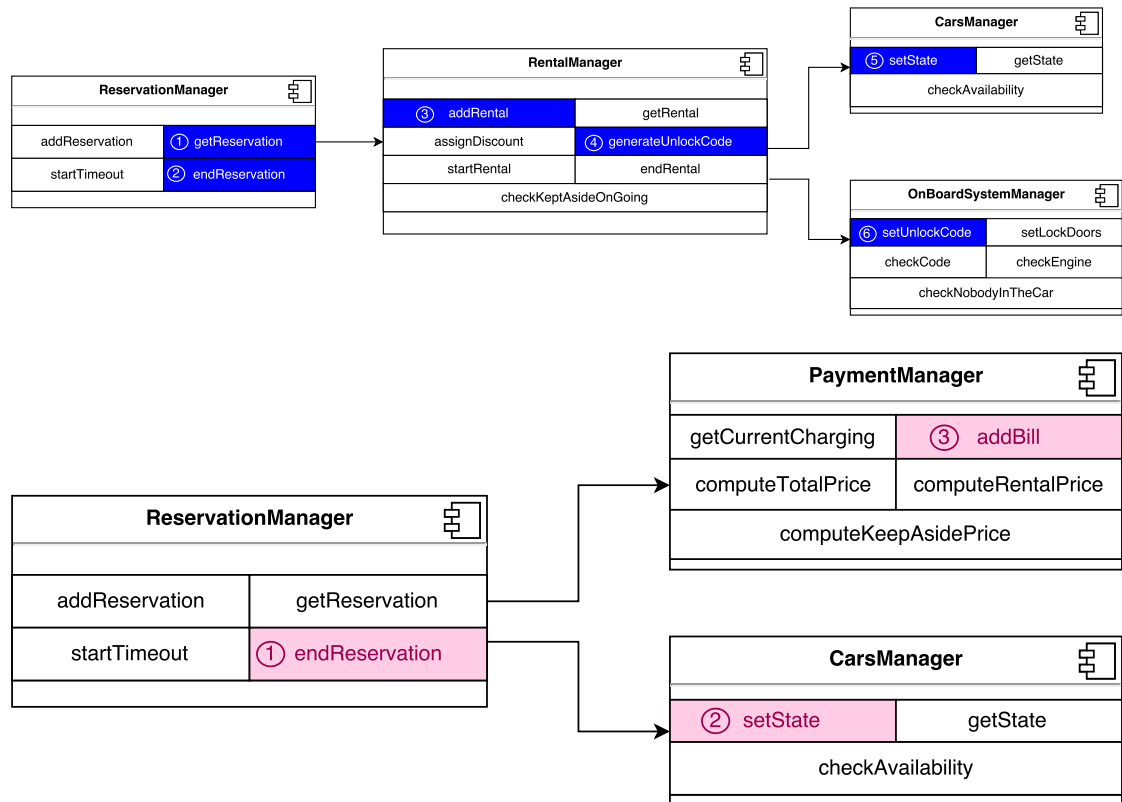 CarsManager
⑤ setState getState
checkAvailability
RentalManager
③ addRental getRental
assignDiscount ④ generateUnlockCode
startRental endRental
checkKeptAsideOnGoing
ReservationManager
addReservation ① getReservation
startTimeout ② endReservation
OnBoardSystemManager
⑥ setUnlockCode setLockDoors
checkCode checkEngine
checkNobodyInTheCar
PaymentManager
getCurrentCharging ③ addBill
computeTotalPrice computeRentalPrice
computeKeepAsidePrice
ReservationManager
addReservation getReservation
startTimeout ① endReservation
CarsManager
② setState getState
checkAvailability